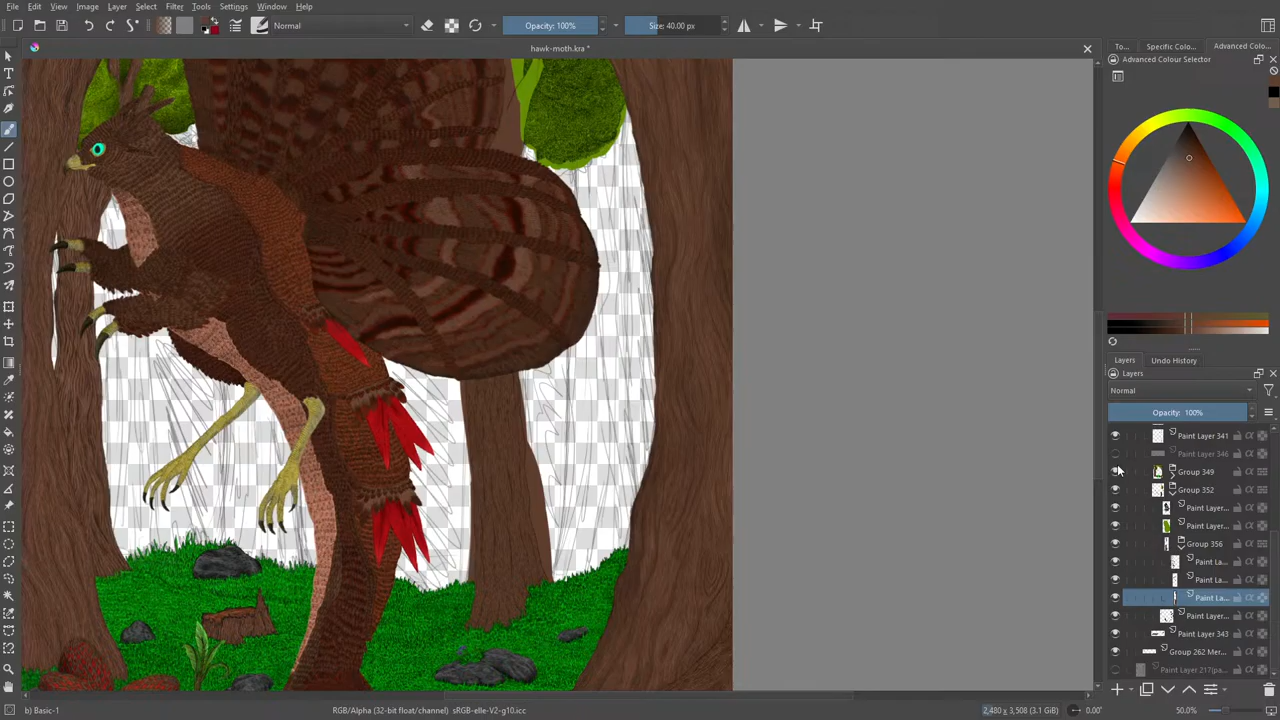 File Edit View Image Layer Select Filter Tools Settings Window Help
Normal Opacity: 100% Size: 40.00 px
hawk-moth.kra *
To... Specific Colo... Advanced Colo...
Advanced Colour Selector
Layers Undo History
Layers
Normal
Opacity: 100%
Paint Layer 341
Paint Layer 346
Group 349
Group 352
Paint Layer...
Paint Layer...
Group 356
Paint La...
Paint La...
Paint La...
Paint Layer...
Paint Layer 343
Group 262 Mer...
Paint Layer 217(pa...
b) Basic-1 RGB/Alpha (32-bit float/channel) sRGB-elle-V2-g10.icc 2,480 x 3,508 (3.1 GiB) 0.00° 50.0%